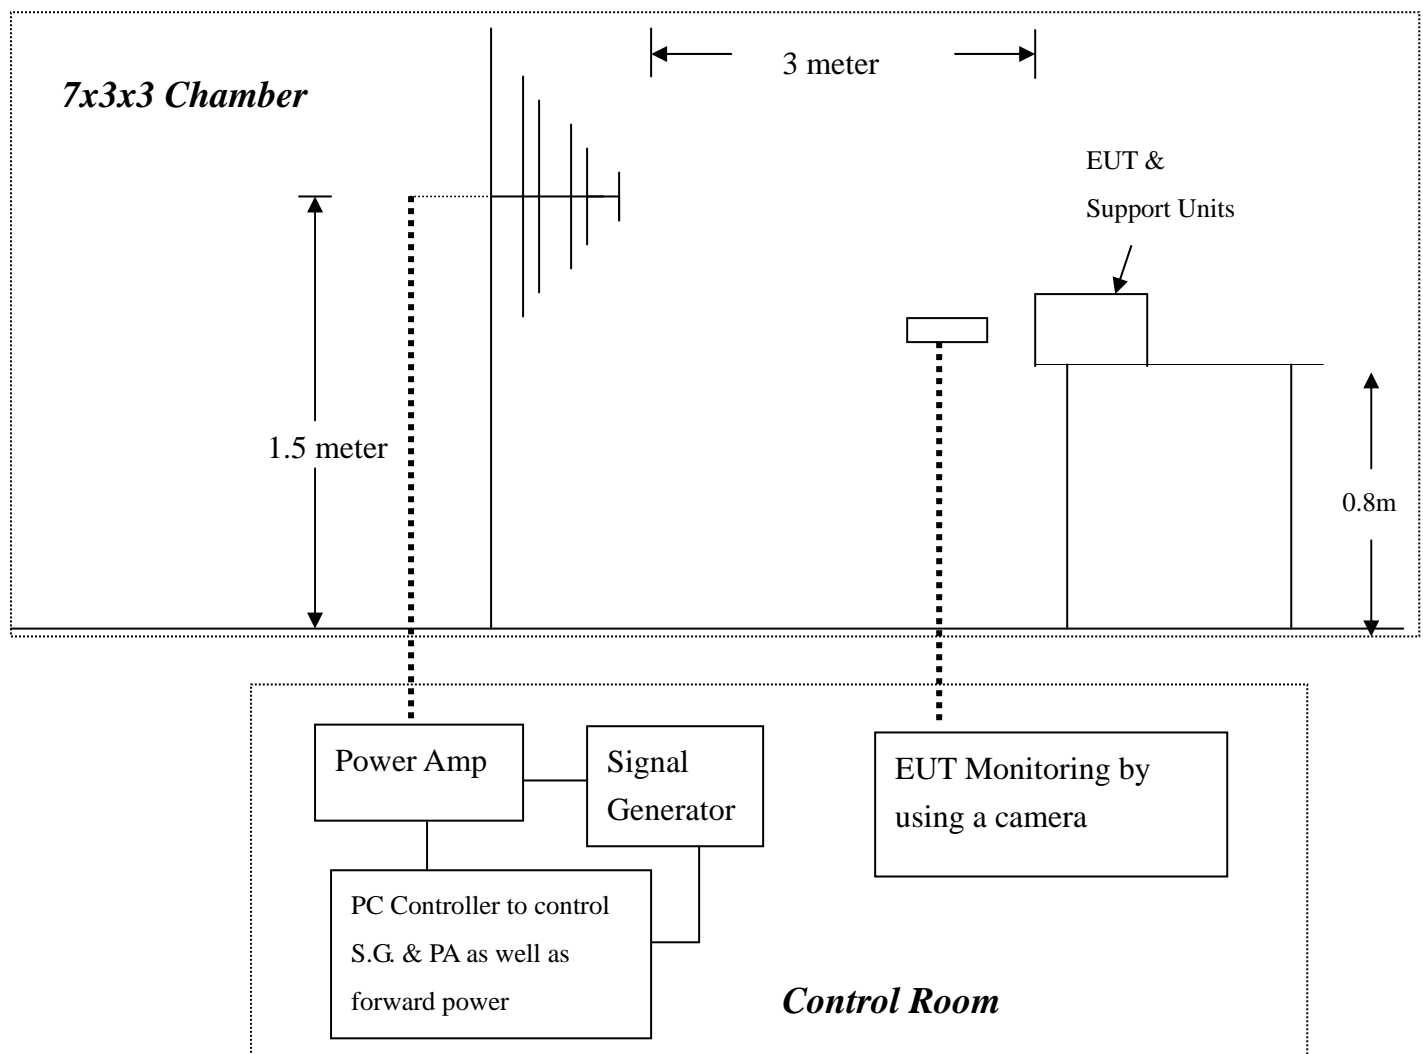 7x3x3 Chamber
3 meter
EUT &
Support Units
1.5 meter
0.8m
Power Amp
Signal
Generator
EUT Monitoring by
using a camera
PC Controller to control
S.G. & PA as well as
forward power
Control Room